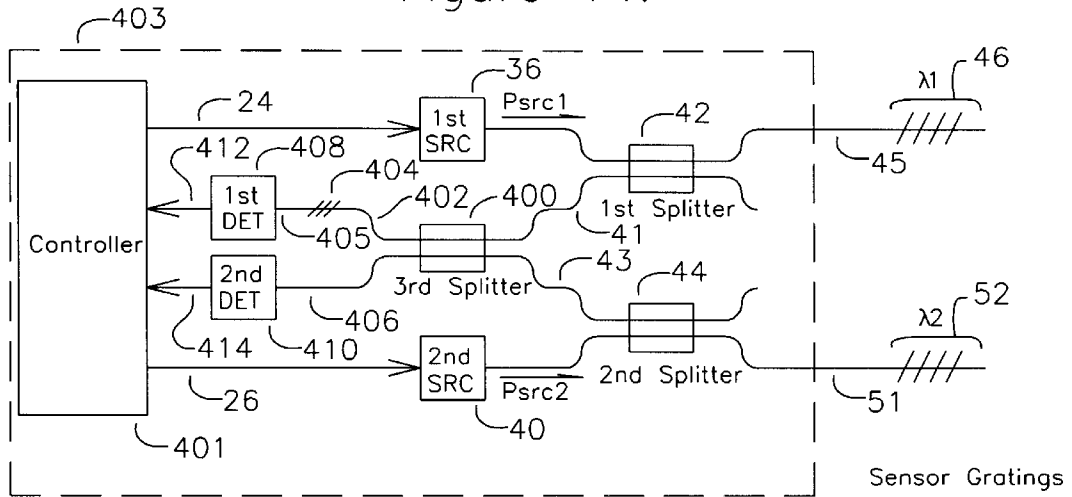 403
46
36
λ1
24
Psrc1
42
1st
SRC
412
408
404
45
402
400
1st
DET
1st Splitter
405
41
Controller
43
44
52
2nd
DET
3rd Splitter
λ2
406
414
410
2nd
SRC
2nd Splitter
26
Psrc2
51
40
401
Sensor Gratings